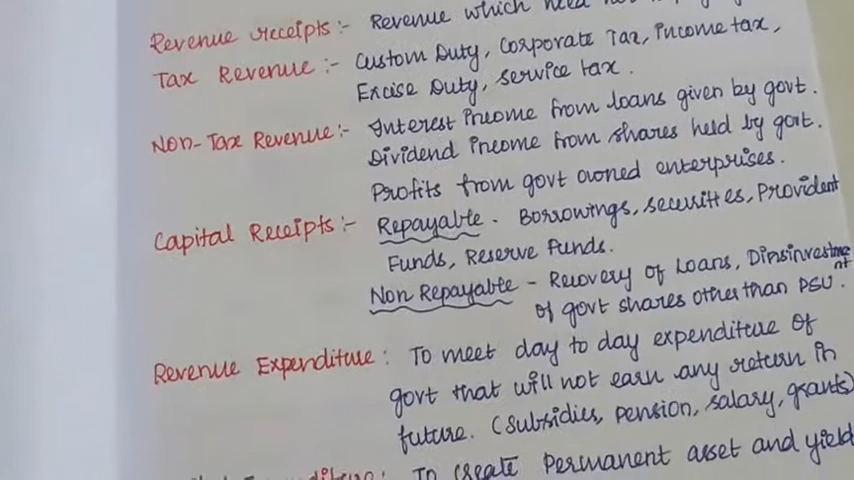 Revenue receipts :- Revenue which need
Tax Revenue :- Custom Duty, Corporate Tax, Income tax,
Excise Duty, service tax.
Non-Tax Revenue :- Interest Income from loans given by govt.
Dividend income from shares held by govt.
Profits from govt owned enterprises.
Capital Receipts :- Repayable - Borrowings, securities, Provident
Funds, Reserve Funds.
Non Repayable - Recovery of Loans, Dinsinvestment
of govt shares other than PSU.
Revenue Expenditure : To meet day to day expenditure of
govt that will not earn any return in
future. (subsidies, pension, salary, grants)
: To create permanent asset and yield